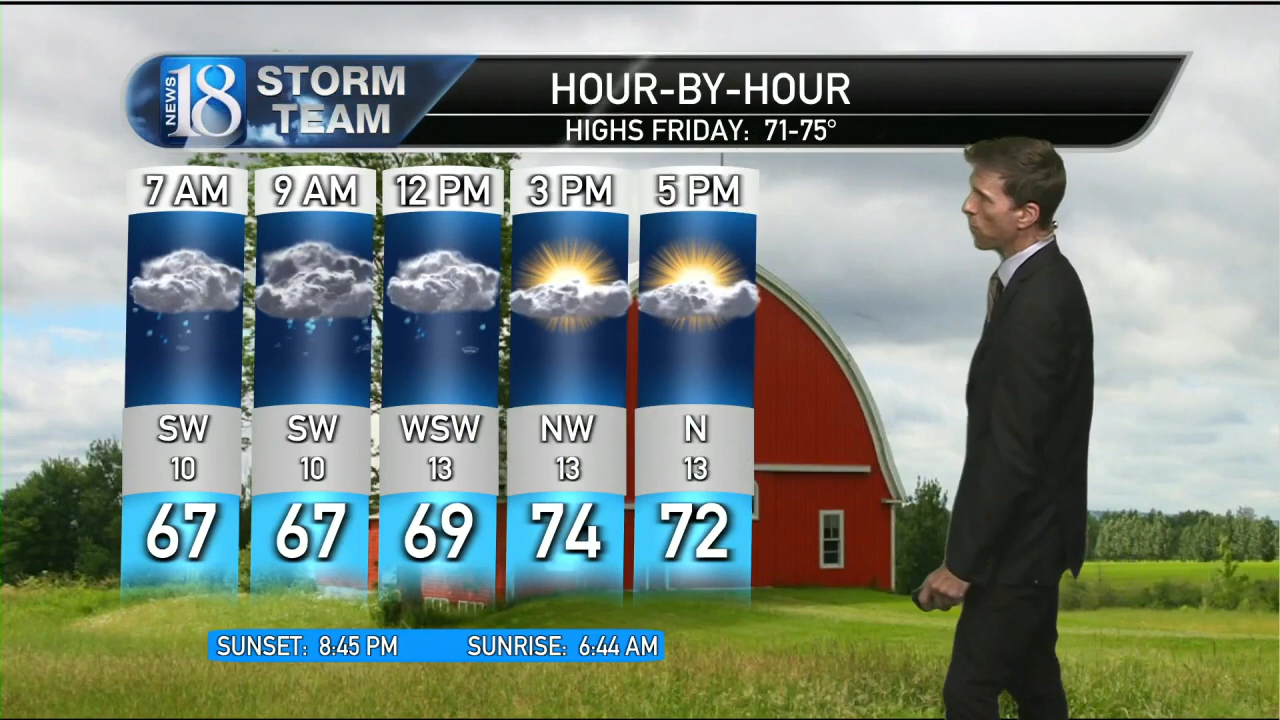 NEWS 18 STORM TEAM
HOUR-BY-HOUR
HIGHS FRIDAY: 71-75°
7 AM 9 AM 12 PM 3 PM 5 PM
SW SW WSW NW N
10 10 13 13 13
67 67 69 74 72
SUNSET: 8:45 PM SUNRISE: 6:44 AM